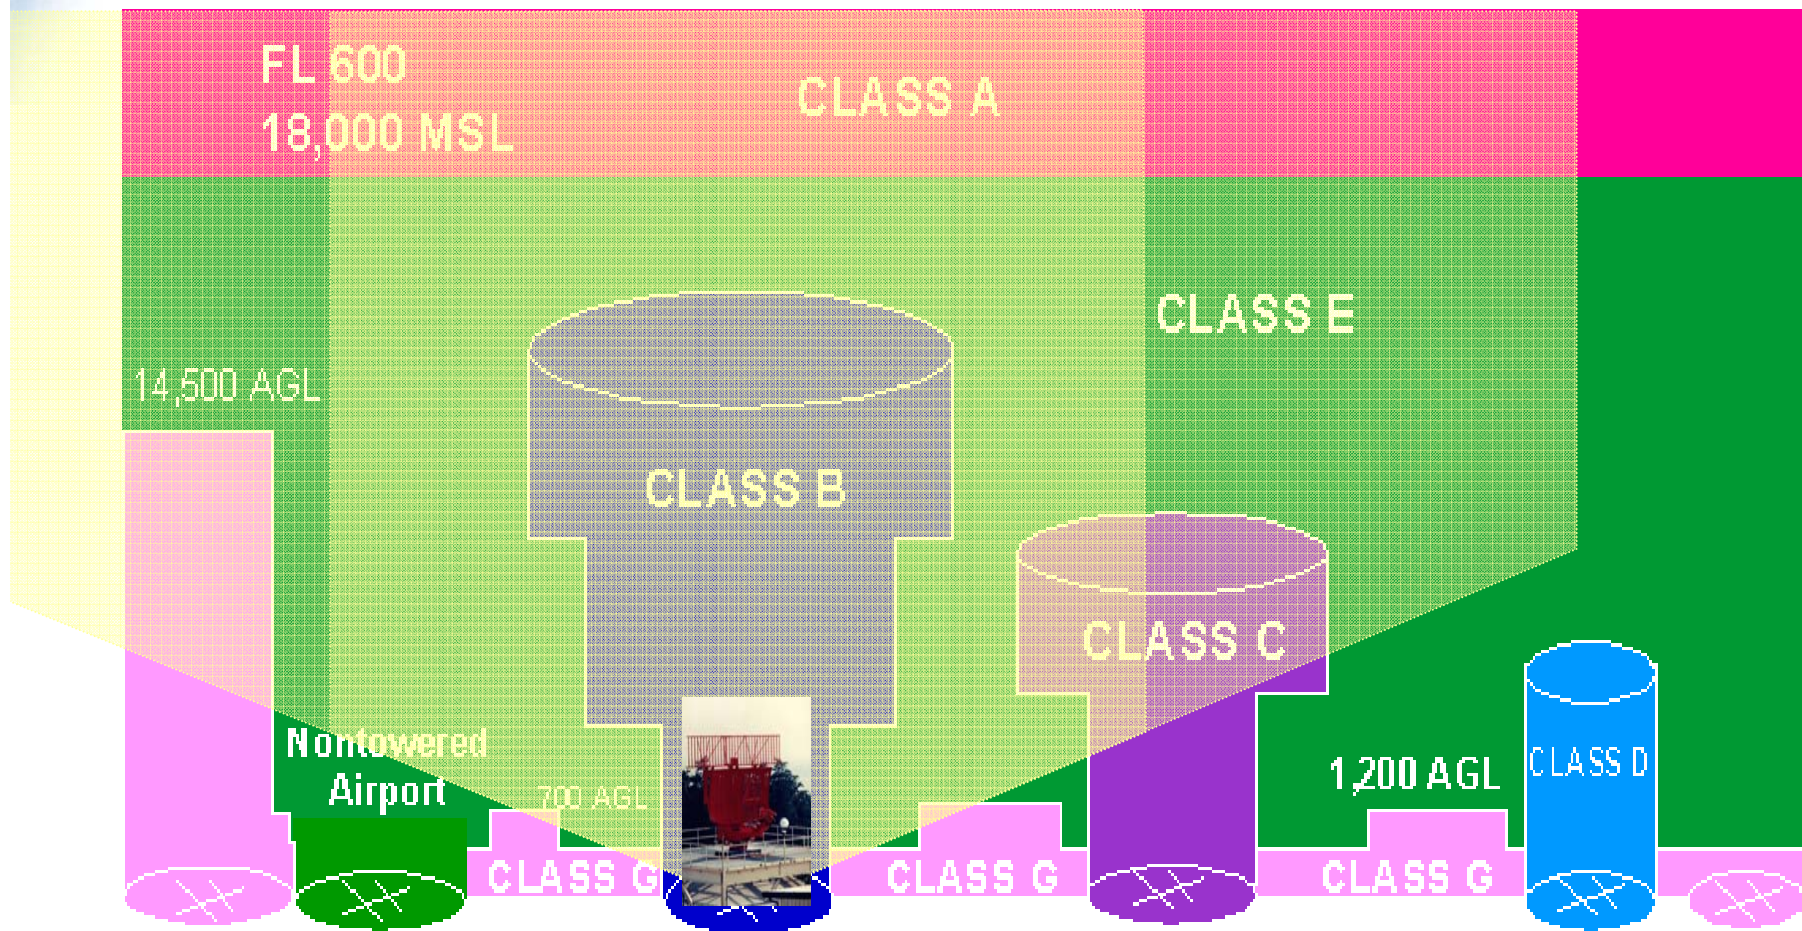 FL 600
18,000 MSL
CLASS A
CLASS E
14,500 AGL
CLASS B
CLASS C
Nontowered
Airport
700 AGL
1,200 AGL
CLASS D
CLASS G
CLASS G
CLASS G